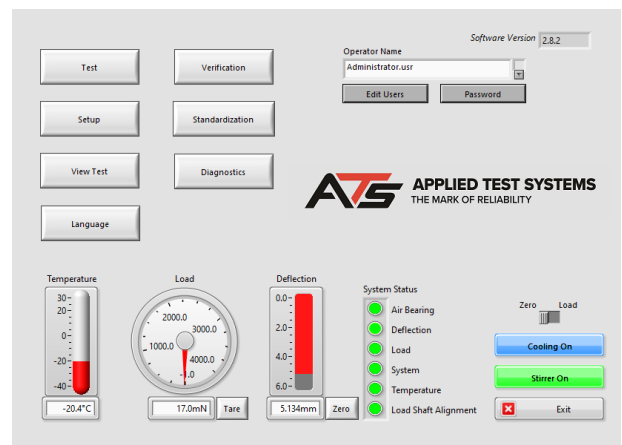 Software Version 2.8.2
Operator Name
Administrator.usr
Edit Users Password
Test Verification
Setup Standardization
View Test Diagnostics
Language
ATS APPLIED TEST SYSTEMS
THE MARK OF RELIABILITY
Temperature
30
20
0
-20
-40
-20.4°C
Load
2000.0
3000.0
1000.0
4000.0
17.0mN Tare
Deflection
0.0
2.0
4.0
6.0
5.134mm Zero
System Status
Air Bearing
Deflection
Load
System
Temperature
Load Shaft Alignment
Zero Load
Cooling On
Stirrer On
Exit